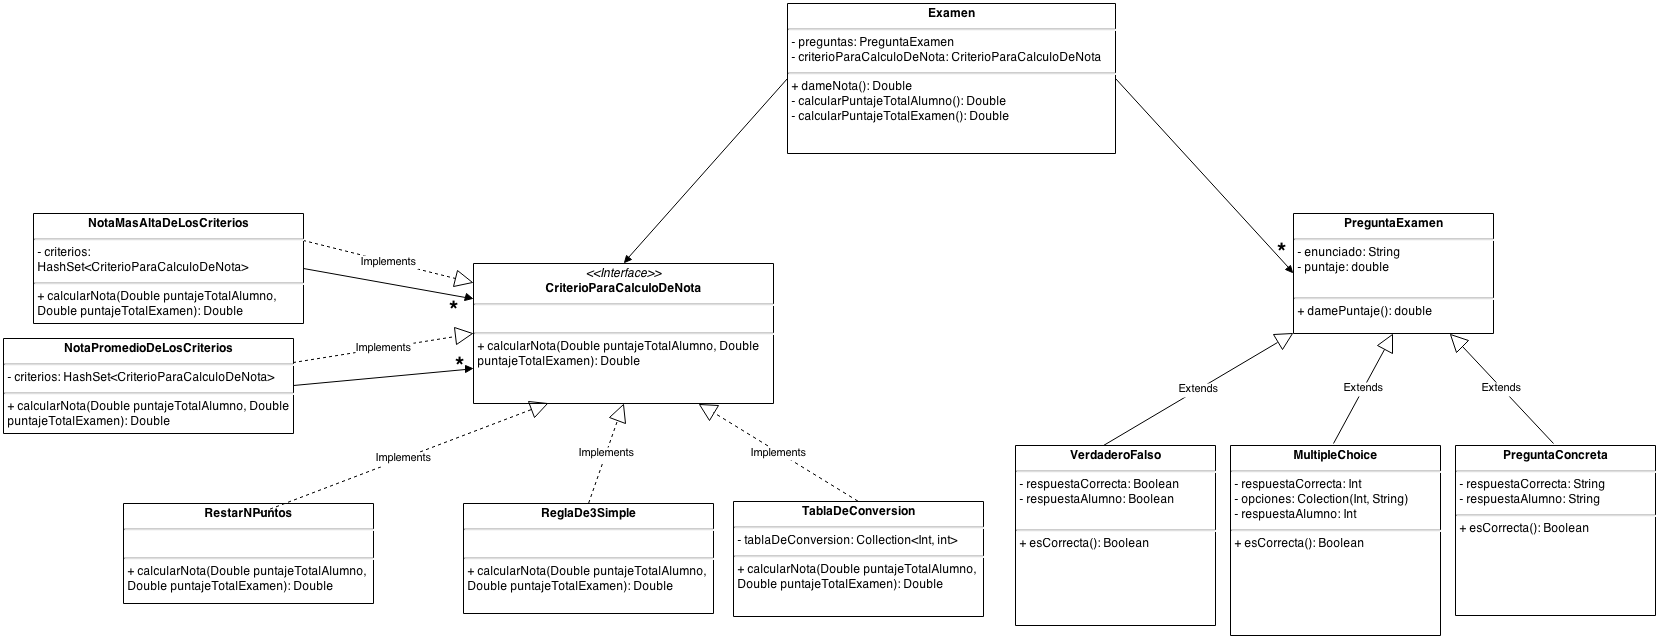 Examen
- preguntas: PreguntaExamen
- criterioParaCalculoDeNota: CriterioParaCalculoDeNota
+ dameNota(): Double
- calcularPuntajeTotalAlumno(): Double
- calcularPuntajeTotalExamen(): Double
NotaMasAltaDeLosCriterios
- criterios:
HashSet<CriterioParaCalculoDeNota>
+ calcularNota(Double puntajeTotalAlumno,
Double puntajeTotalExamen): Double
Implements
*
NotaPromedioDeLosCriterios
- criterios: HashSet<CriterioParaCalculoDeNota>
+ calcularNota(Double puntajeTotalAlumno, Double
puntajeTotalExamen): Double
Implements
*
<<Interface>>
CriterioParaCalculoDeNota
+ calcularNota(Double puntajeTotalAlumno, Double
puntajeTotalExamen): Double
*
PreguntaExamen
- enunciado: String
- puntaje: double
+ damePuntaje(): double
Implements
Implements
Implements
Extends
Extends
Extends
RestarNPuntos
+ calcularNota(Double puntajeTotalAlumno,
Double puntajeTotalExamen): Double
ReglaDe3Simple
+ calcularNota(Double puntajeTotalAlumno,
Double puntajeTotalExamen): Double
TablaDeConversion
- tablaDeConversion: Collection<Int, int>
+ calcularNota(Double puntajeTotalAlumno,
Double puntajeTotalExamen): Double
VerdaderoFalso
- respuestaCorrecta: Boolean
- respuestaAlumno: Boolean
+ esCorrecta(): Boolean
MultipleChoice
- respuestaCorrecta: Int
- opciones: Colection(Int, String)
- respuestaAlumno: Int
+ esCorrecta(): Boolean
PreguntaConcreta
- respuestaCorrecta: String
- respuestaAlumno: String
+ esCorrecta(): Boolean